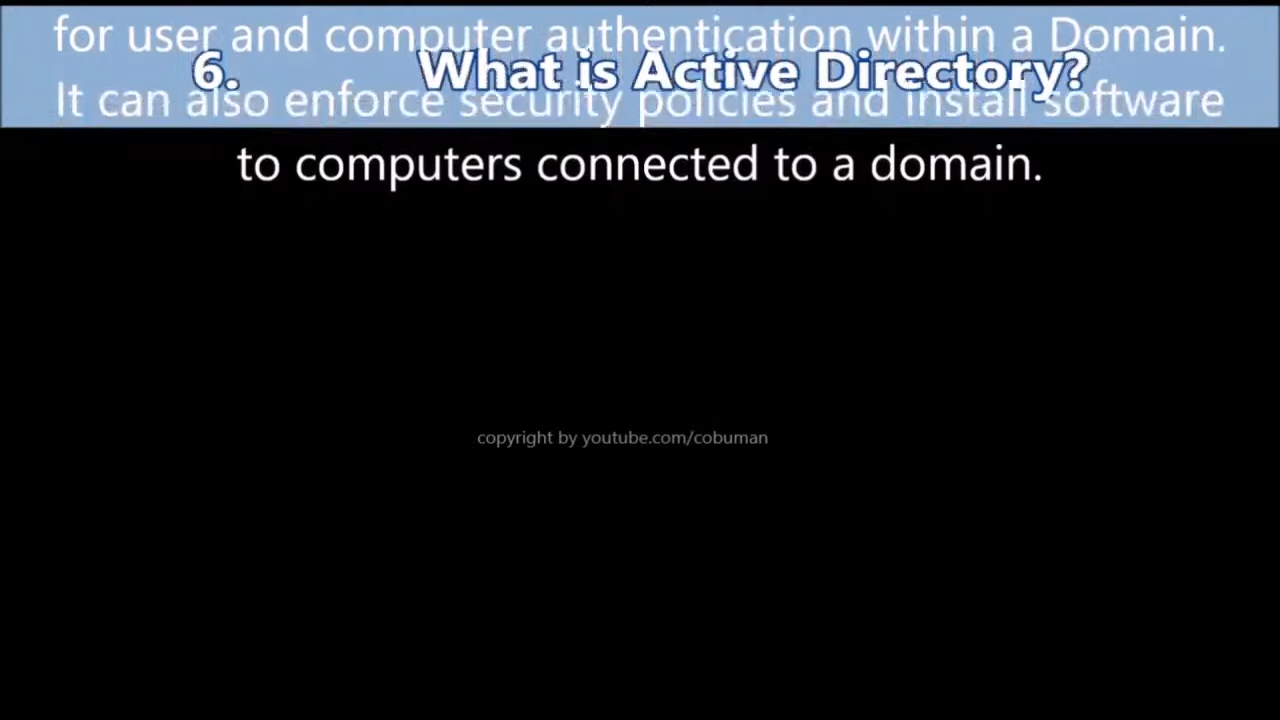 for user and computer authentication within a Domain.
6. What is Active Directory?
It can also enforce security policies and install software
to computers connected to a domain.
copyright by youtube.com/cobuman